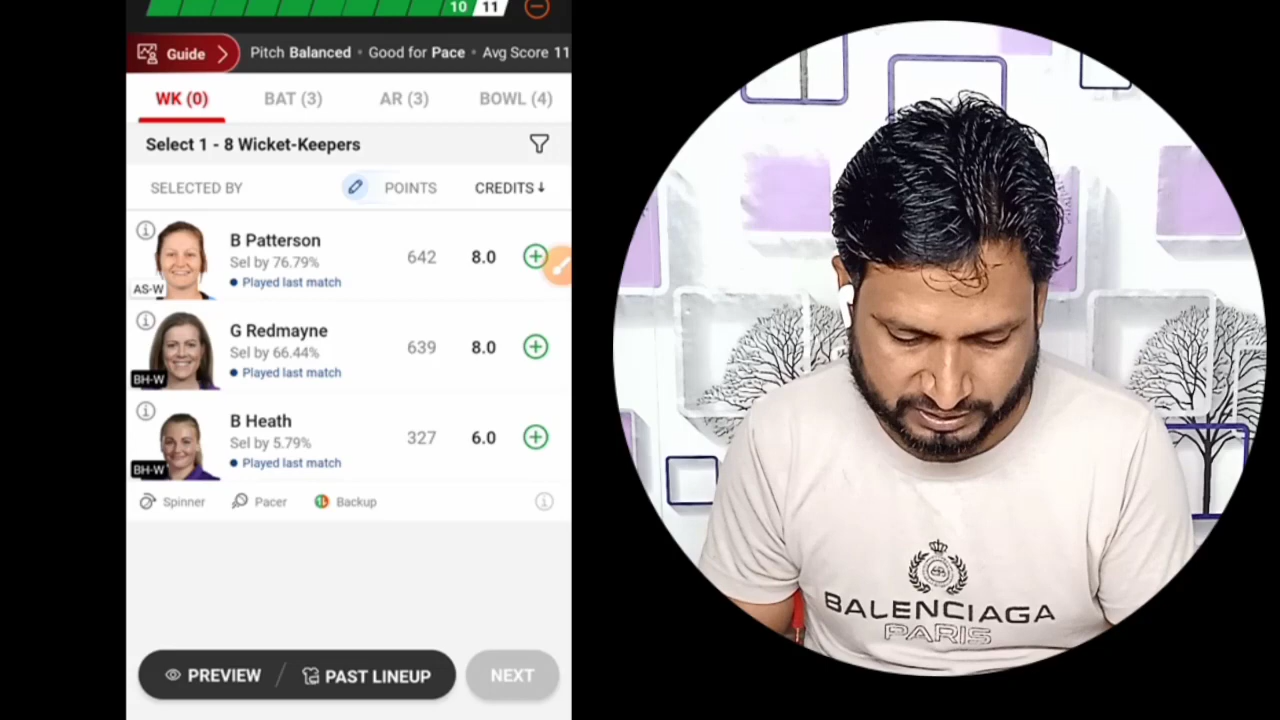 10 11
Guide Pitch Balanced • Good for Pace • Avg Score 11
WK (0) BAT (3) AR (3) BOWL (4)
Select 1 - 8 Wicket-Keepers
SELECTED BY POINTS CREDITS↓
B Patterson
Sel by 76.79%
Played last match
642 8.0
AS-W
G Redmayne
Sel by 66.44%
Played last match
639 8.0
BH-W
B Heath
Sel by 5.79%
Played last match
327 6.0
BH-W
Spinner Pacer Backup
PREVIEW / PAST LINEUP NEXT
BALENCIAGA
PARIS